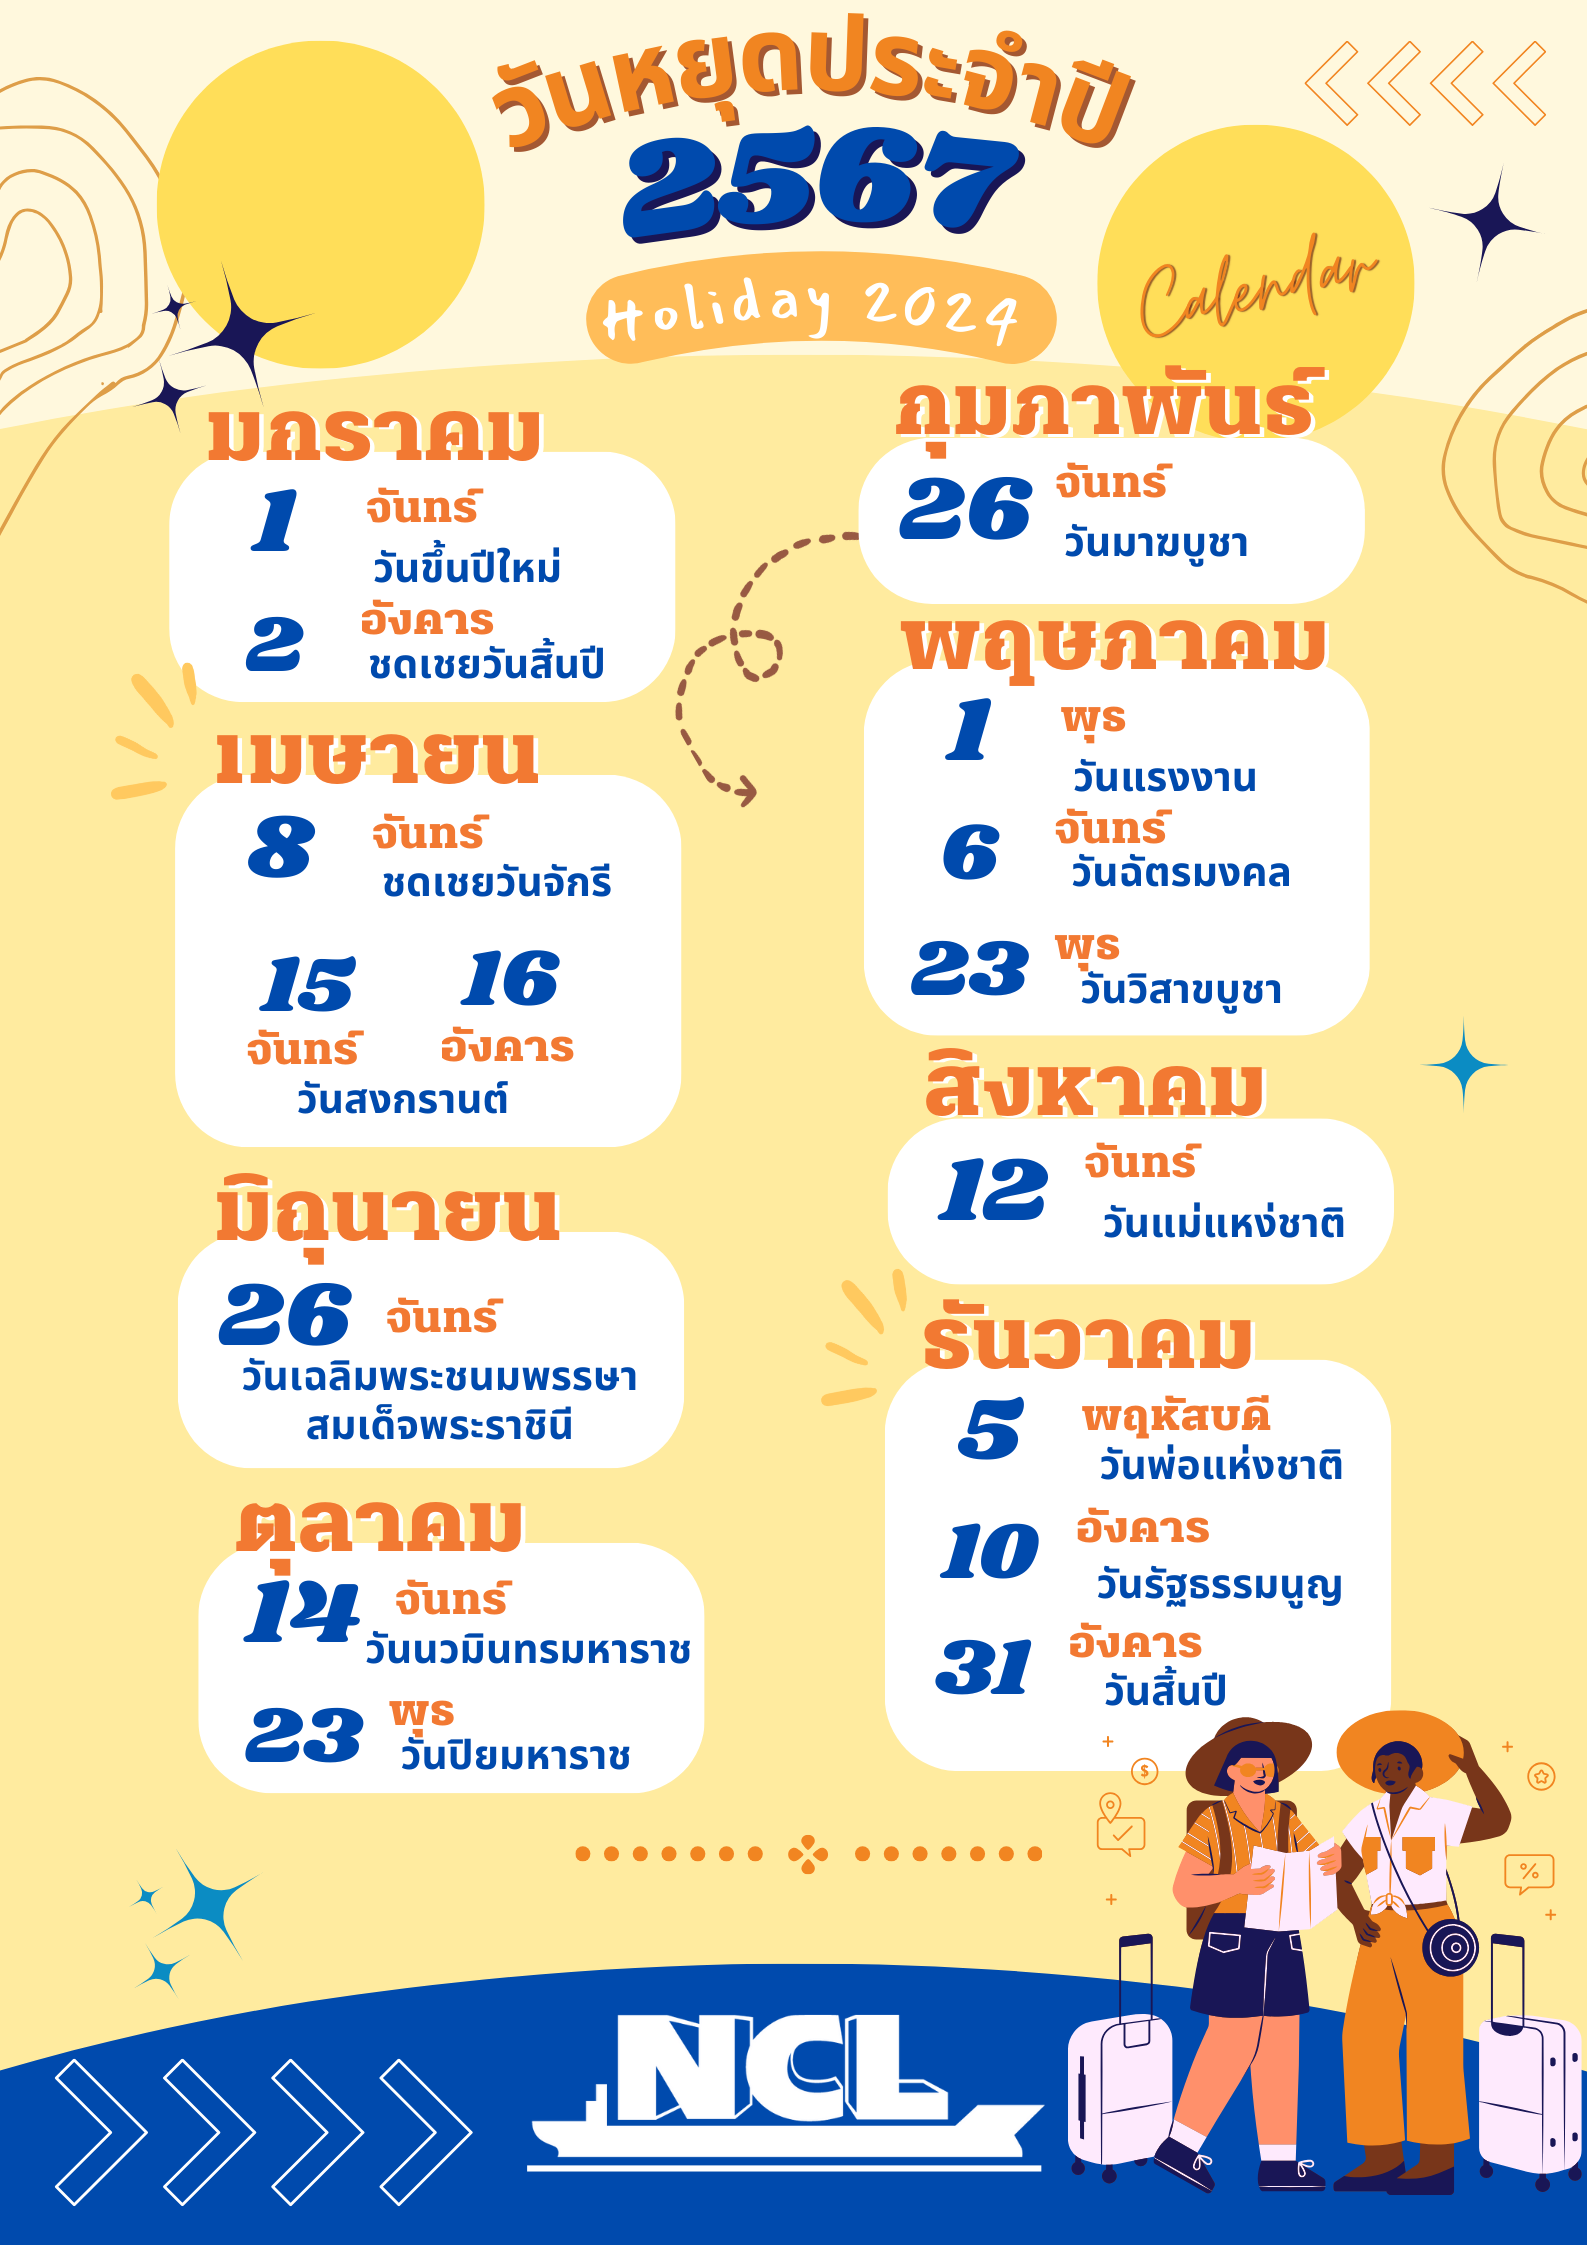 วันหยุดประจำปี
2567
Holiday 2024
Calendar
มกราคม
1 จันทร์
วันขึ้นปีใหม่
2 อังคาร
ชดเชยวันสิ้นปี
กุมภาพันธ์
26 จันทร์
วันมาฆบูชา
เมษายน
8 จันทร์
ชดเชยวันจักรี
15 16
จันทร์ อังคาร
วันสงกรานต์
พฤษภาคม
1 พุธ
วันแรงงาน
6 จันทร์
วันฉัตรมงคล
23 พุธ
วันวิสาขบูชา
มิถุนายน
26 จันทร์
วันเฉลิมพระชนมพรรษา
สมเด็จพระราชินี
สิงหาคม
12 จันทร์
วันแม่แหง่ชาติ
ตุลาคม
14 จันทร์
วันนวมินทรมหาราช
23 พุธ
วันปิยมหาราช
ธันวาคม
5 พฤหัสบดี
วันพ่อแห่งชาติ
10 อังคาร
วันรัฐธรรมนูญ
31 อังคาร
วันสิ้นปี
$
%
NCL